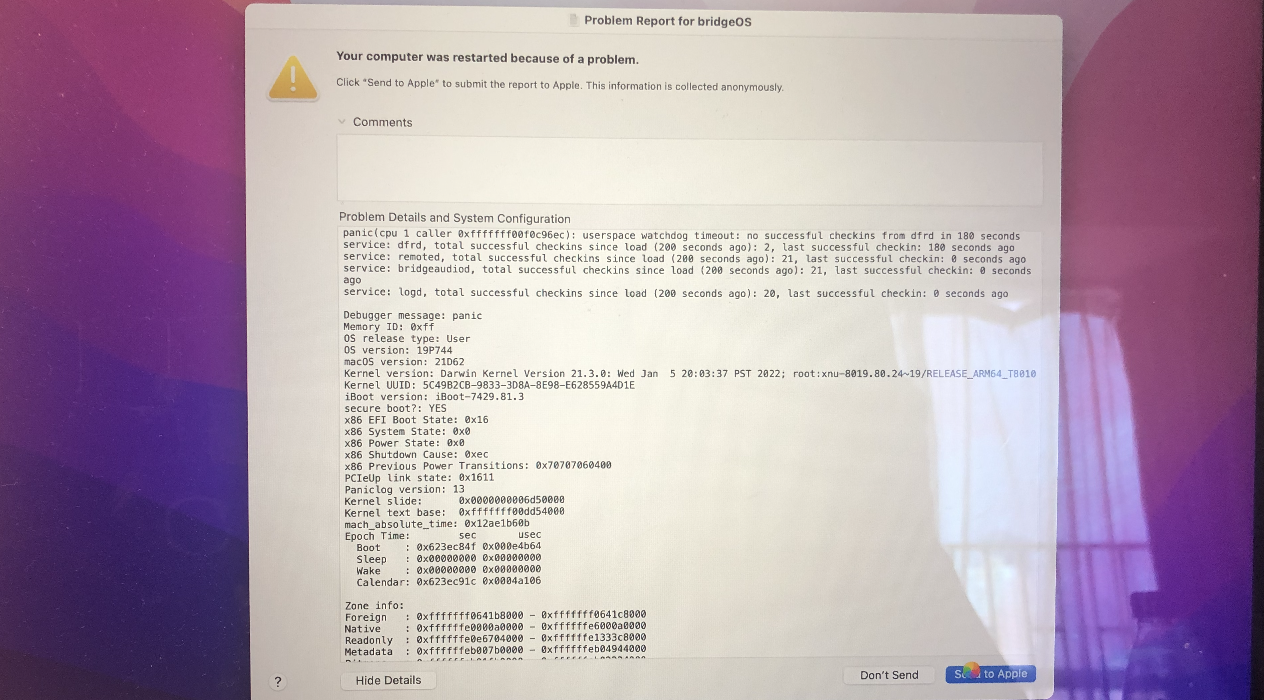 Problem Report for bridgeOS
Your computer was restarted because of a problem.
Click "Send to Apple" to submit the report to Apple. This information is collected anonymously.
Comments
Problem Details and System Configuration
panic(cpu 1 caller 0xfffffff00f0c96ec): userspace watchdog timeout: no successful checkins from dfrd in 180 seconds
service: dfrd, total successful checkins since load (200 seconds ago): 2, last successful checkin: 180 seconds ago
service: remoted, total successful checkins since load (200 seconds ago): 21, last successful checkin: 0 seconds ago
service: bridgeaudiod, total successful checkins since load (200 seconds ago): 21, last successful checkin: 0 seconds
ago
service: logd, total successful checkins since load (200 seconds ago): 20, last successful checkin: 0 seconds ago
Debugger message: panic
Memory ID: 0xff
OS release type: User
OS version: 19P744
macOS version: 21D62
Kernel version: Darwin Kernel Version 21.3.0: Wed Jan  5 20:03:37 PST 2022; root:xnu-8019.80.24~19/RELEASE_ARM64_T8010
Kernel UUID: 5C49B2CB-9833-3D8A-8E98-E628559A4D1E
iBoot version: iBoot-7429.81.3
secure boot?: YES
x86 EFI Boot State: 0x16
x86 System State: 0x0
x86 Power State: 0x0
x86 Shutdown Cause: 0xec
x86 Previous Power Transitions: 0x70707060400
PCIeUp link state: 0x1611
Paniclog version: 13
Kernel slide:      0x0000000006d50000
Kernel text base:  0xfffffff00dd54000
mach_absolute_time: 0x12ae1b60b
Epoch Time:        sec       usec
Boot    : 0x623ec84f 0x000e4b64
Sleep   : 0x00000000 0x00000000
Wake    : 0x00000000 0x00000000
Calendar: 0x623ec91c 0x0004a106
Zone info:
Foreign   : 0xfffffff0641b8000 - 0xfffffff0641c8000
Native    : 0xffffffe0000a0000 - 0xffffffe6000a0000
Readonly  : 0xffffffe0e6704000 - 0xffffffe1333c8000
Metadata  : 0xffffffeb007b0000 - 0xffffffeb04944000
? Hide Details Don't Send to Apple